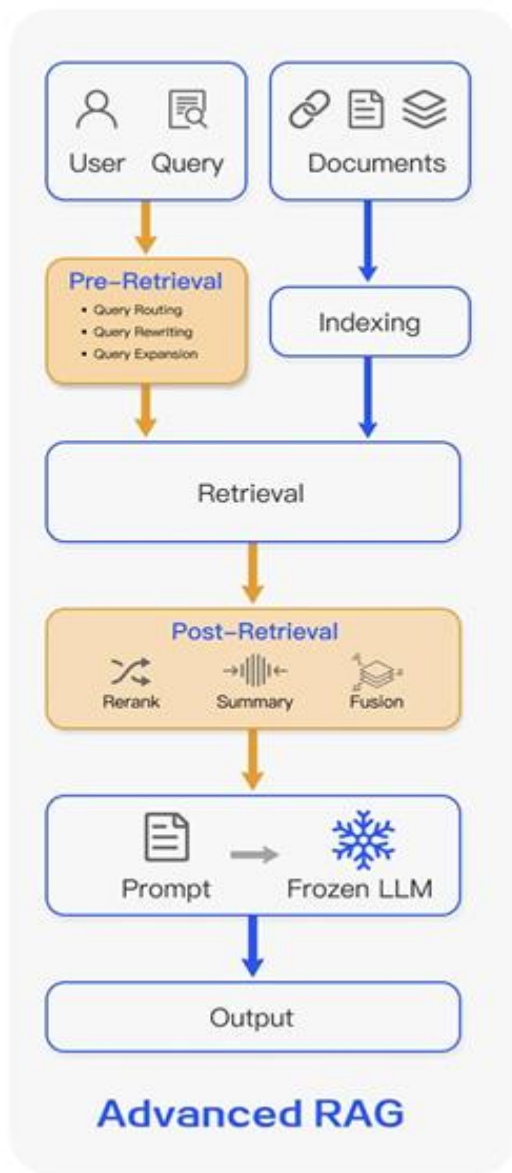 User Query
Documents
Pre-Retrieval
• Query Routing
• Query Rewriting
• Query Expansion
Indexing
Retrieval
Post-Retrieval
Rerank Summary Fusion
Prompt Frozen LLM
Output
Advanced RAG